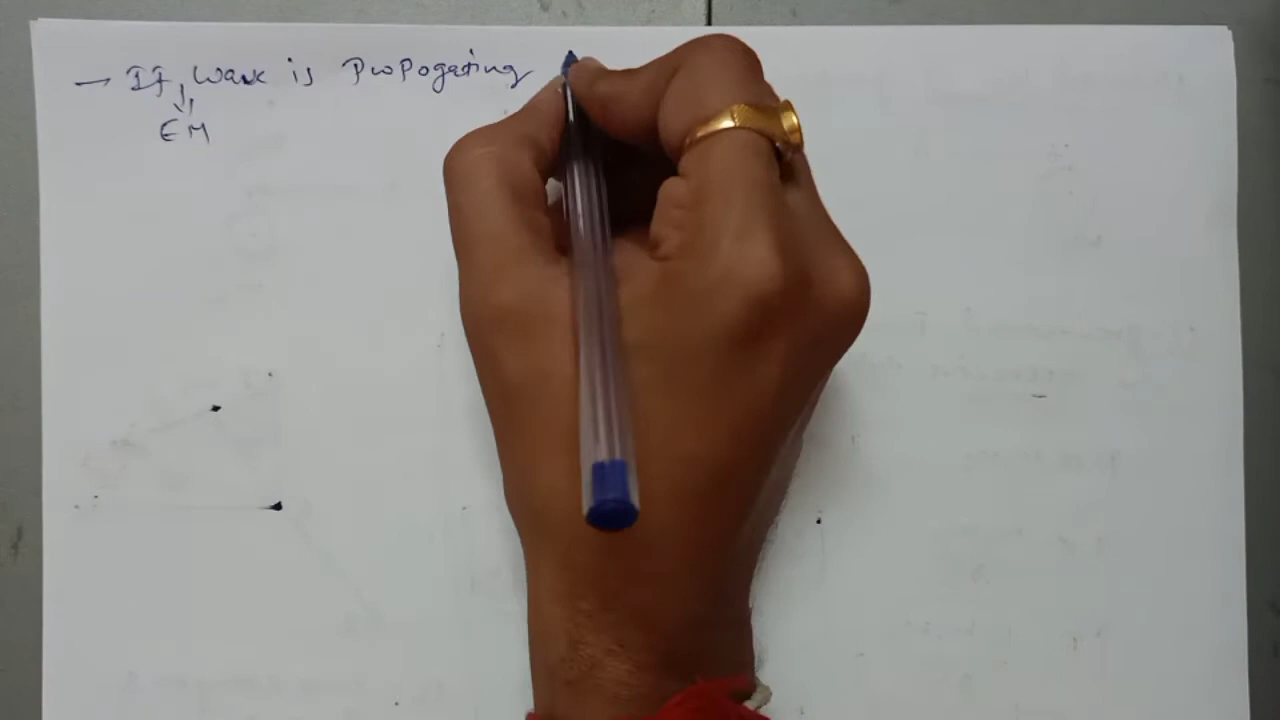 → If wave is Propogating
EM